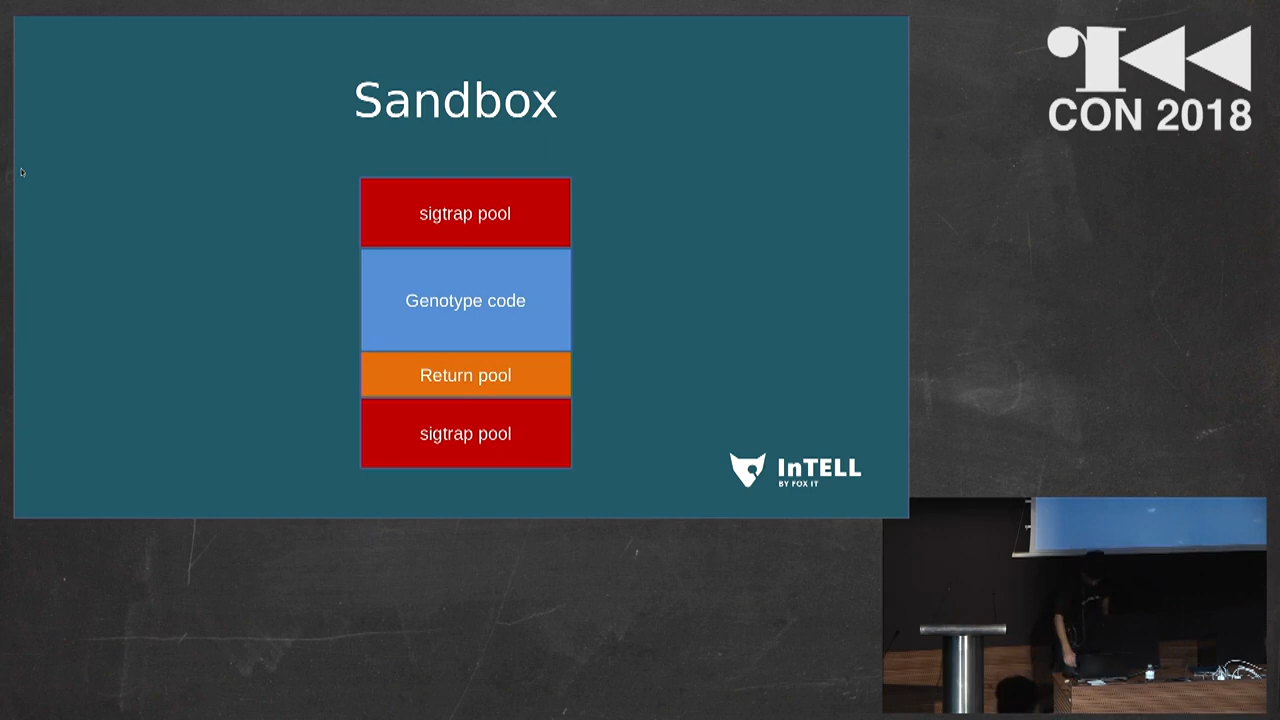 Sandbox
sigtrap pool
Genotype code
Return pool
sigtrap pool
InTELL
BY FOX IT
CON 2018